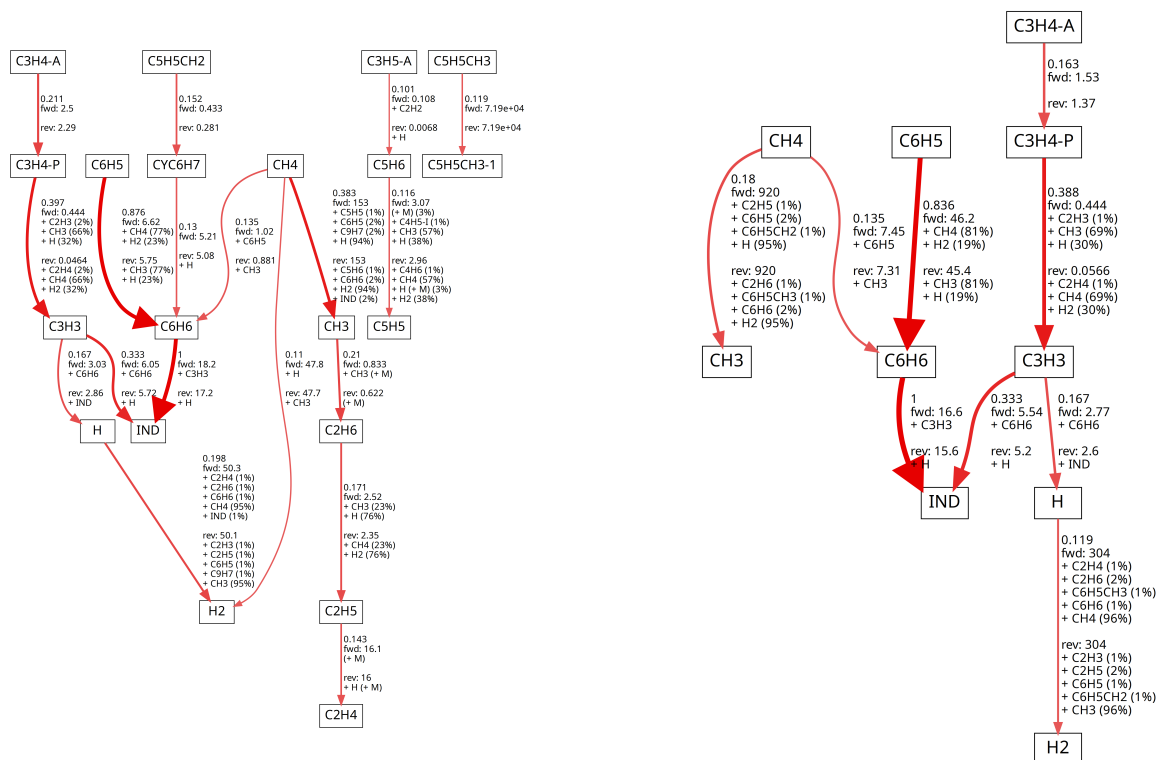 C3H4-A
C5H5CH2
C3H5-A
C5H5CH3
0.211
fwd: 2.5
rev: 2.29
0.152
fwd: 0.433
rev: 0.281
0.101
fwd: 0.108
+ C2H2
rev: 0.0068
+ H
0.119
fwd: 7.19e+04
rev: 7.19e+04
C3H4-P
C6H5
CYC6H7
CH4
C5H6
C5H5CH3-1
0.397
fwd: 0.444
+ C2H3 (2%)
+ CH3 (66%)
+ H (32%)
rev: 0.0464
+ C2H4 (2%)
+ CH4 (66%)
+ H2 (32%)
0.876
fwd: 6.62
+ CH4 (77%)
+ H2 (23%)
rev: 5.75
+ CH3 (77%)
+ H (23%)
0.13
fwd: 5.21
rev: 5.08
+ H
0.135
fwd: 1.02
+ C6H5
rev: 0.881
+ CH3
0.383
fwd: 153
+ C5H5 (1%)
+ C6H5 (2%)
+ C9H7 (2%)
+ H (94%)
rev: 153
+ C5H6 (1%)
+ C6H6 (2%)
+ H2 (94%)
+ IND (2%)
0.116
fwd: 3.07
(+ M) (3%)
+ C4H5-I (1%)
+ CH3 (57%)
+ H (38%)
rev: 2.96
+ C4H6 (1%)
+ CH4 (57%)
+ H (+ M) (3%)
+ H2 (38%)
C3H3
C6H6
CH3
C5H5
0.167
fwd: 3.03
+ C6H6
rev: 2.86
+ IND
0.333
fwd: 6.05
+ C6H6
rev: 5.72
+ H
1
fwd: 18.2
+ C3H3
rev: 17.2
+ H
0.11
fwd: 47.8
+ H
rev: 47.7
+ CH3
0.21
fwd: 0.833
+ CH3 (+ M)
rev: 0.622
(+ M)
H
IND
C2H6
0.198
fwd: 50.3
+ C2H4 (1%)
+ C2H6 (1%)
+ C6H6 (1%)
+ CH4 (95%)
+ IND (1%)
rev: 50.1
+ C2H3 (1%)
+ C2H5 (1%)
+ C6H5 (1%)
+ C9H7 (1%)
+ CH3 (95%)
0.171
fwd: 2.52
+ CH3 (23%)
+ H (76%)
rev: 2.35
+ CH4 (23%)
+ H2 (76%)
H2
C2H5
0.143
fwd: 16.1
(+ M)
rev: 16
+ H (+ M)
C2H4
C3H4-A
0.163
fwd: 1.53
rev: 1.37
CH4
C6H5
C3H4-P
0.18
fwd: 920
+ C2H5 (1%)
+ C6H5 (2%)
+ C6H5CH2 (1%)
+ H (95%)
rev: 920
+ C2H6 (1%)
+ C6H5CH3 (1%)
+ C6H6 (2%)
+ H2 (95%)
0.135
fwd: 7.45
+ C6H5
rev: 7.31
+ CH3
0.836
fwd: 46.2
+ CH4 (81%)
+ H2 (19%)
rev: 45.4
+ CH3 (81%)
+ H (19%)
0.388
fwd: 0.444
+ C2H3 (1%)
+ CH3 (69%)
+ H (30%)
rev: 0.0566
+ C2H4 (1%)
+ CH4 (69%)
+ H2 (30%)
CH3
C6H6
C3H3
1
fwd: 16.6
+ C3H3
rev: 15.6
+ H
0.333
fwd: 5.54
+ C6H6
rev: 5.2
+ H
0.167
fwd: 2.77
+ C6H6
rev: 2.6
+ IND
IND
H
0.119
fwd: 304
+ C2H4 (1%)
+ C2H6 (2%)
+ C6H5CH3 (1%)
+ C6H6 (1%)
+ CH4 (96%)
rev: 304
+ C2H3 (1%)
+ C2H5 (2%)
+ C6H5 (1%)
+ C6H5CH2 (1%)
+ CH3 (96%)
H2